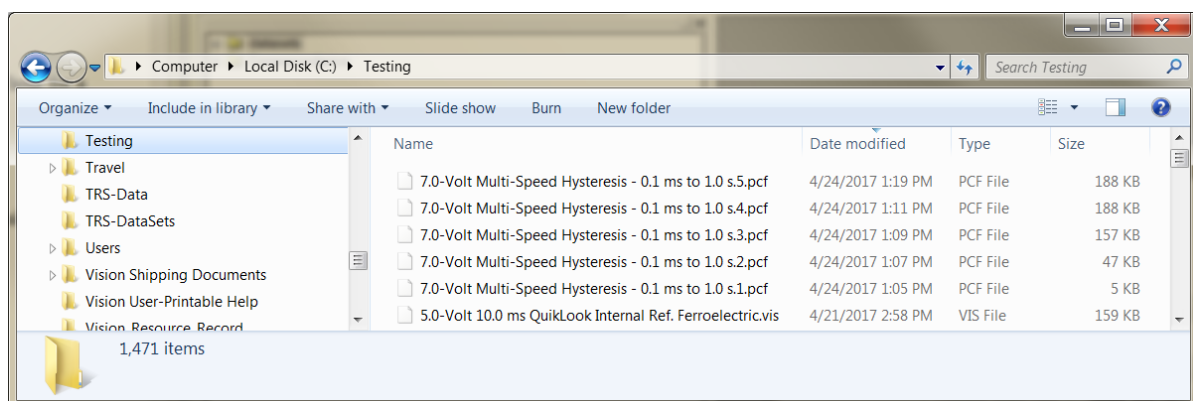 Computer Local Disk (C:) Testing
Search Testing
Organize Include in library Share with Slide show Burn New folder
Testing
Travel
TRS-Data
TRS-DataSets
Users
Vision Shipping Documents
Vision User-Printable Help
Vision Resource Record
Name Date modified Type Size
7.0-Volt Multi-Speed Hysteresis - 0.1 ms to 1.0 s.5.pcf 4/24/2017 1:19 PM PCF File 188 KB
7.0-Volt Multi-Speed Hysteresis - 0.1 ms to 1.0 s.4.pcf 4/24/2017 1:11 PM PCF File 188 KB
7.0-Volt Multi-Speed Hysteresis - 0.1 ms to 1.0 s.3.pcf 4/24/2017 1:09 PM PCF File 157 KB
7.0-Volt Multi-Speed Hysteresis - 0.1 ms to 1.0 s.2.pcf 4/24/2017 1:07 PM PCF File 47 KB
7.0-Volt Multi-Speed Hysteresis - 0.1 ms to 1.0 s.1.pcf 4/24/2017 1:05 PM PCF File 5 KB
5.0-Volt 10.0 ms QuikLook Internal Ref. Ferroelectric.vis 4/21/2017 2:58 PM VIS File 159 KB
1,471 items